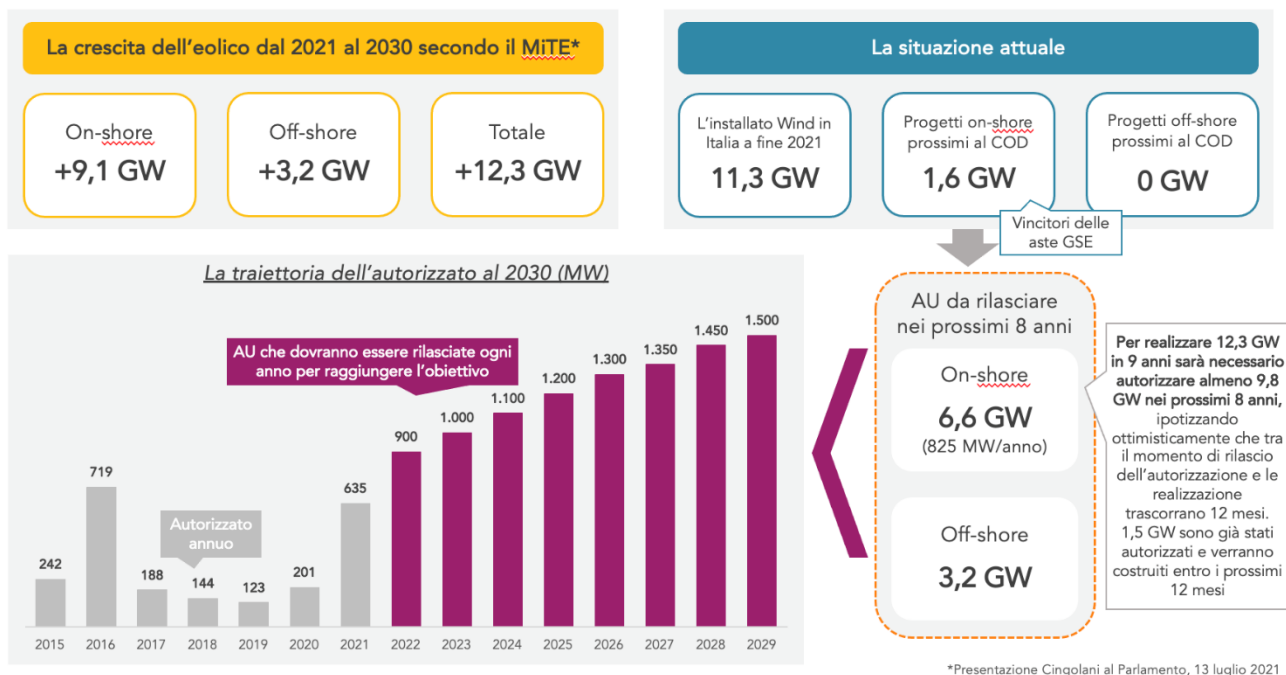 La crescita dell'eolico dal 2021 al 2030 secondo il MiTE*
On-shore
+9,1 GW
Off-shore
+3,2 GW
Totale
+12,3 GW
La situazione attuale
L'installato Wind in
Italia a fine 2021
11,3 GW
Progetti on-shore
prossimi al COD
1,6 GW
Progetti off-shore
prossimi al COD
0 GW
Vincitori delle
aste GSE
La traiettoria dell'autorizzato al 2030 (MW)
AU che dovranno essere rilasciate ogni
anno per raggiungere l'obiettivo
Autorizzato
annuo
242
719
188
144
123
201
635
900
1.000
1.100
1.200
1.300
1.350
1.450
1.500
2015
2016
2017
2018
2019
2020
2021
2022
2023
2024
2025
2026
2027
2028
2029
AU da rilasciare
nei prossimi 8 anni
On-shore
6,6 GW
(825 MW/anno)
Off-shore
3,2 GW
Per realizzare 12,3 GW
in 9 anni sarà necessario
autorizzare almeno 9,8
GW nei prossimi 8 anni,
ipotizzando
ottimisticamente che tra
il momento di rilascio
dell'autorizzazione e le
realizzazione
trascorrano 12 mesi.
1,5 GW sono già stati
autorizzati e verranno
costruiti entro i prossimi
12 mesi
*Presentazione Cingolani al Parlamento, 13 luglio 2021